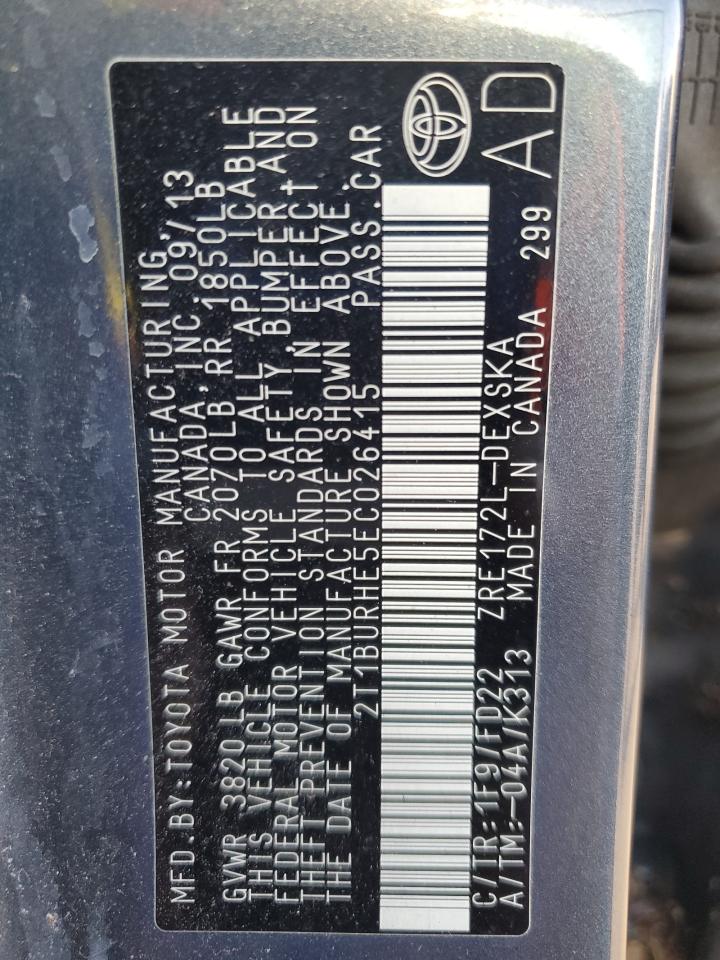 MFD.BY:TOYOTA MOTOR MANUFACTURING,
CANADA,INC. 09/13
GVWR 3820LB GAWR FR 2070LB RR 1850LB
THIS VEHICLE CONFORMS TO ALL APPLICABLE
FEDERAL MOTOR VEHICLE SAFETY, BUMPER AND
THEFT PREVENTION STANDARDS IN EFFECT ON
THE DATE OF MANUFACTURE SHOWN ABOVE.
2T1BURHE5EC026415 PASS.CAR
C/TR:1F9/FD22 ZRE172L-DEXSKA
A/TM:-04A/K313 MADE IN CANADA 299
AD